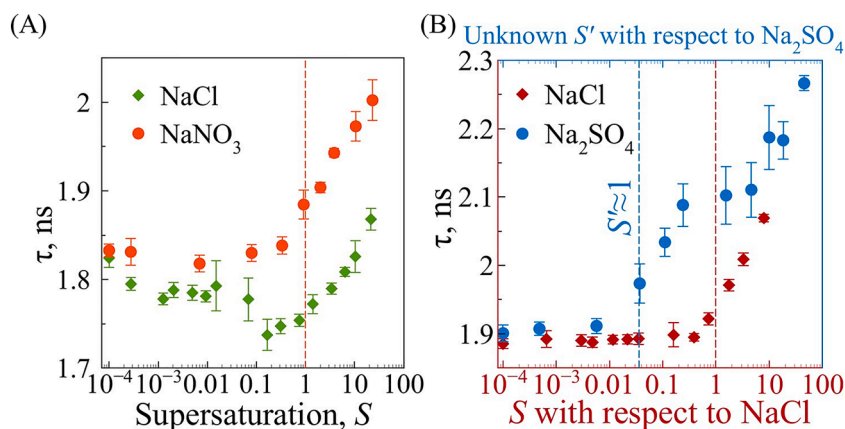 (A)
(B)
Unknown S′ with respect to Na₂SO₄
τ, ns
2
1.9
1.8
1.7
NaCl
NaNO₃
10⁻⁴
10⁻³
0.01
0.1
1
10
100
Supersaturation, S
τ, ns
2.3
2.2
2.1
2
1.9
NaCl
Na₂SO₄
S′≈1
10⁻⁴
10⁻³
0.01
0.1
1
10
100
S with respect to NaCl